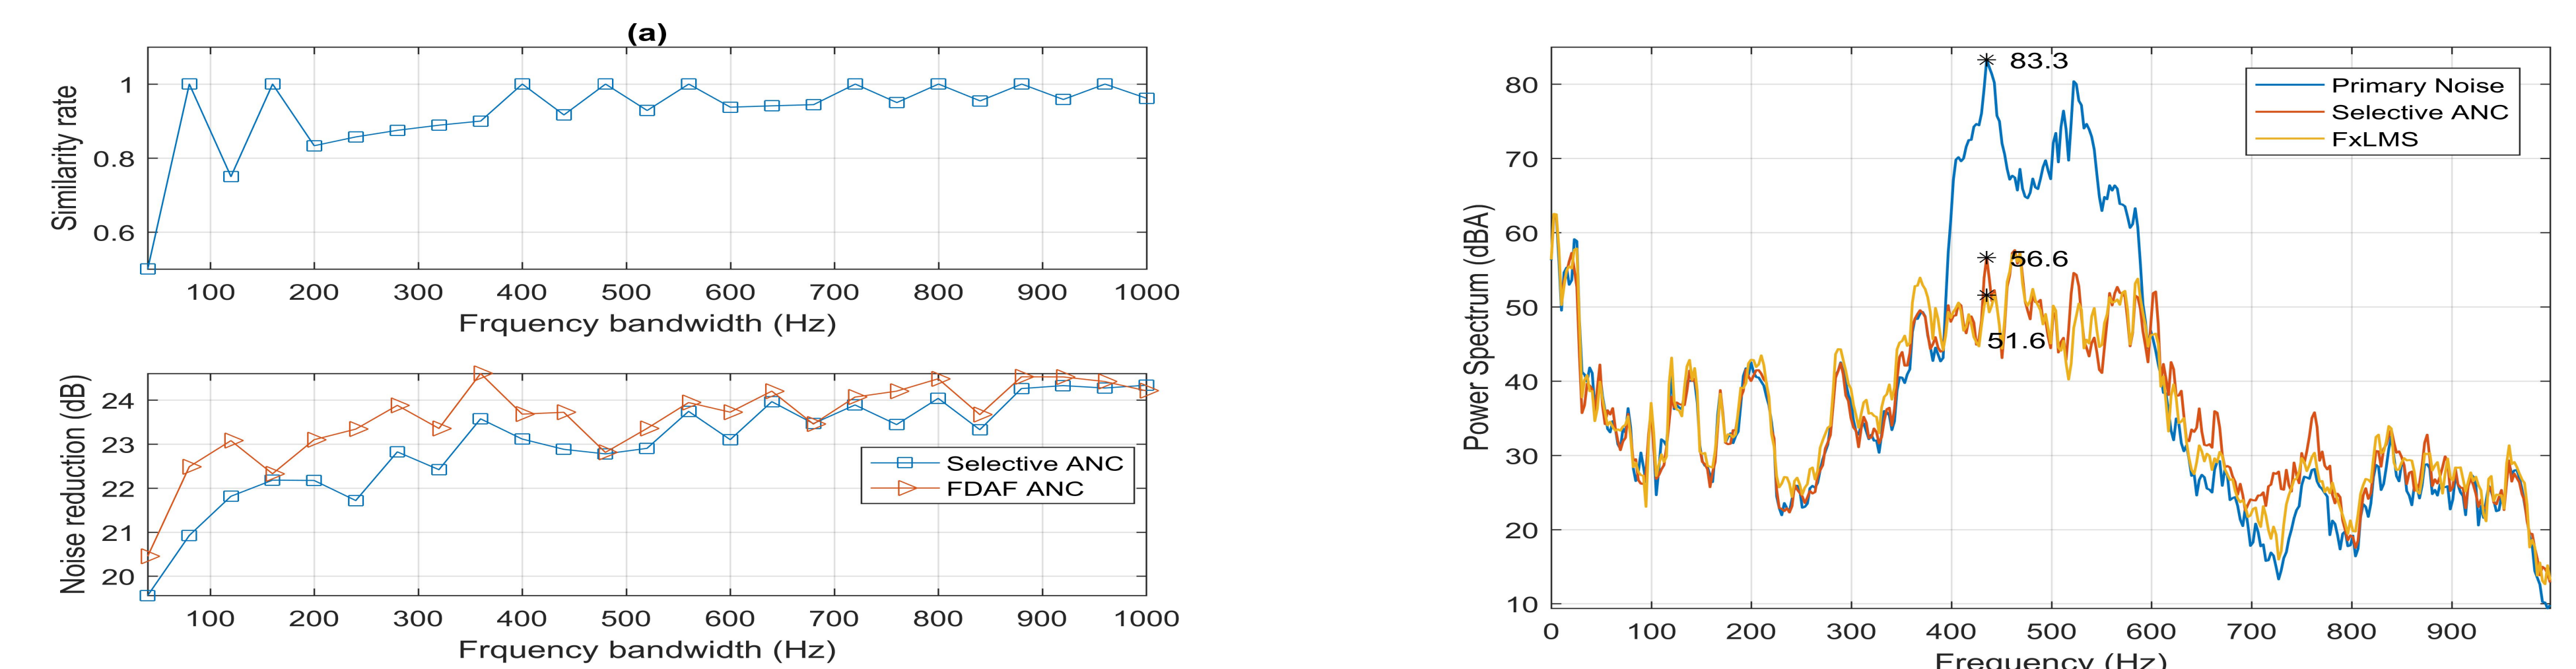 (a)
Similarity rate
1
0.8
0.6
100 200 300 400 500 600 700 800 900 1000
Frquency bandwidth (Hz)
Noise reduction (dB)
24
23
22
21
20
Selective ANC
FDAF ANC
100 200 300 400 500 600 700 800 900 1000
Frquency bandwidth (Hz)
Power Spectrum (dBA)
80
70
60
50
40
30
20
10
83.3
56.6
51.6
Primary Noise
Selective ANC
FxLMS
0 100 200 300 400 500 600 700 800 900
Frequency (Hz)